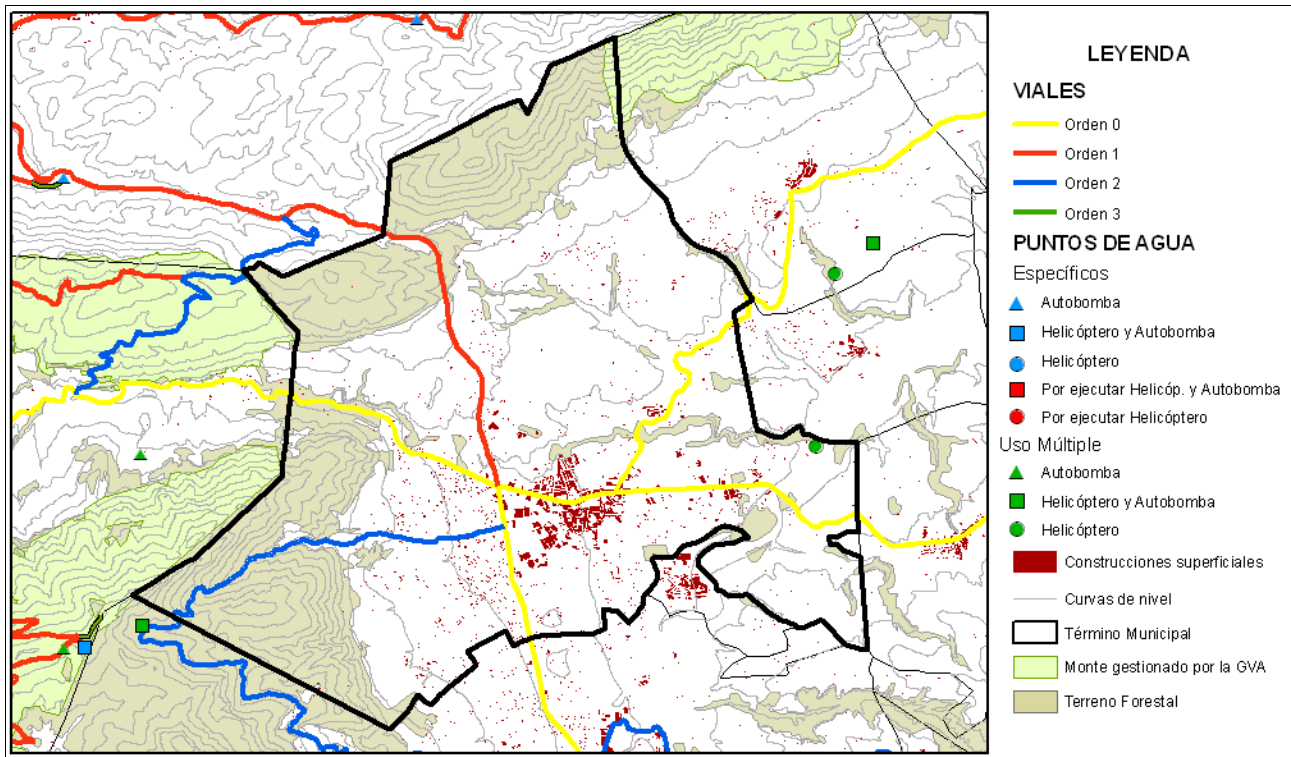 LEYENDA
VIALES
Orden 0
Orden 1
Orden 2
Orden 3
PUNTOS DE AGUA
Específicos
Autobomba
Helicóptero y Autobomba
Helicóptero
Por ejecutar Helicóp. y Autobomba
Por ejecutar Helicóptero
Uso Múltiple
Autobomba
Helicóptero y Autobomba
Helicóptero
Construcciones superficiales
Curvas de nivel
Término Municipal
Monte gestionado por la GVA
Terreno Forestal